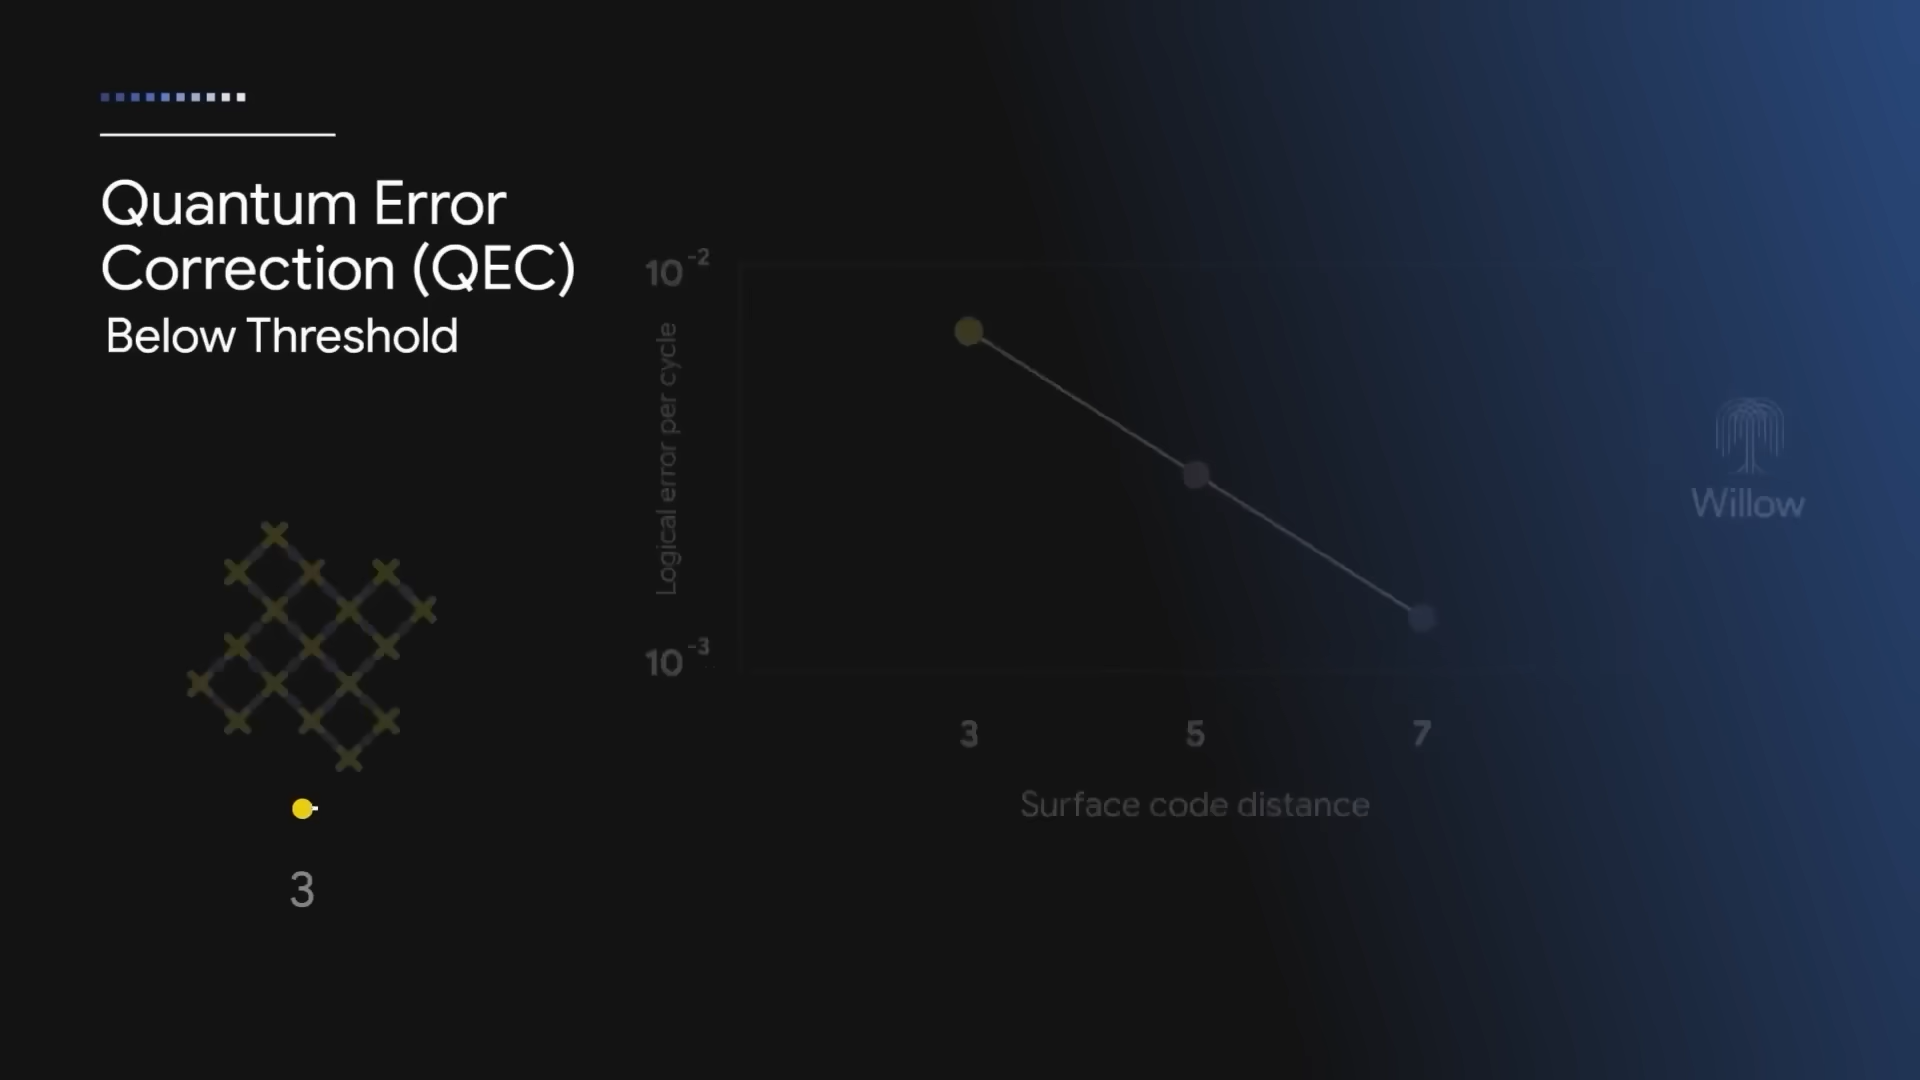 Quantum Error
Correction (QEC)
Below Threshold
10⁻²
Logical error per cycle
10⁻³
3
5
7
Surface code distance
Willow
3